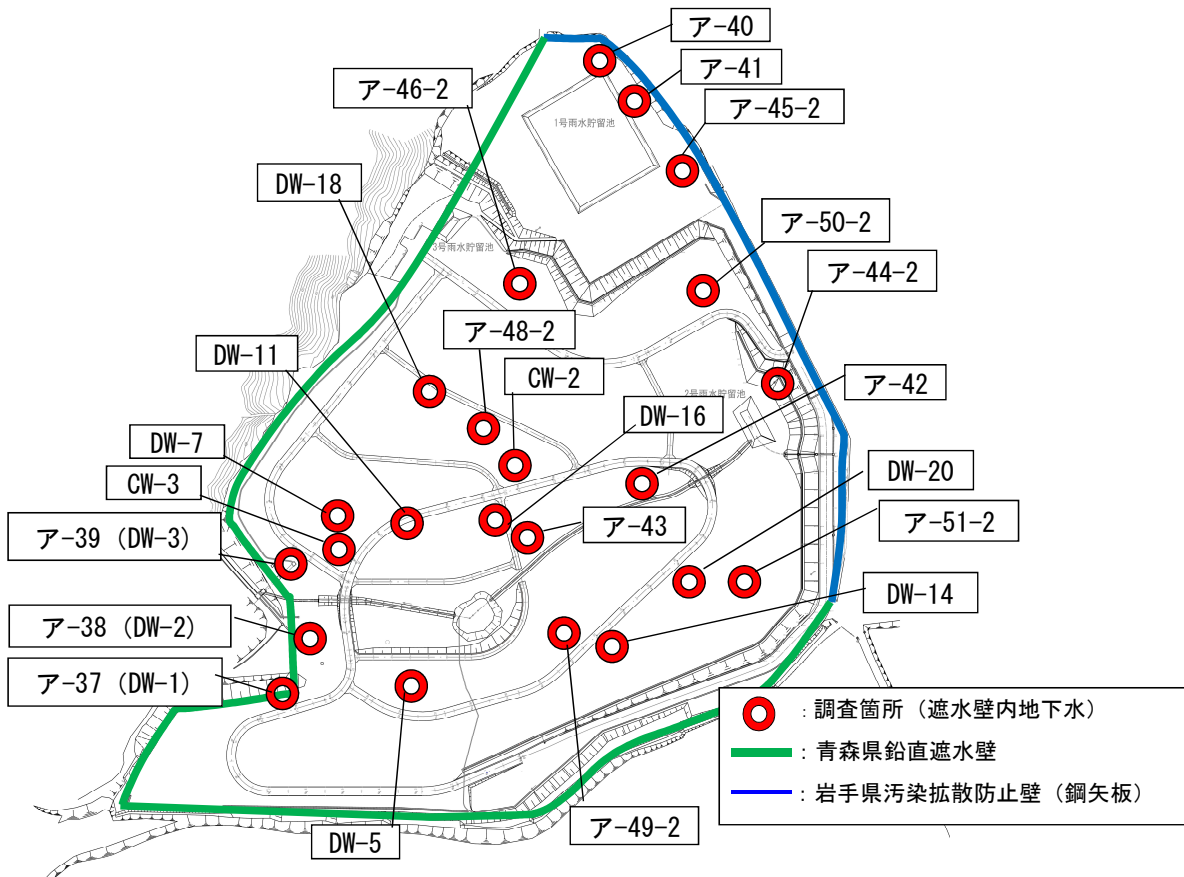 ア-40
ア-41
ア-46-2
ア-45-2
1号雨水貯留池
DW-18
ア-50-2
3号雨水貯留池
ア-44-2
ア-48-2
DW-11
CW-2
ア-42
2号雨水貯留池
DW-16
DW-7
DW-20
CW-3
ア-51-2
ア-43
ア-39 (DW-3)
DW-14
ア-38 (DW-2)
ア-37 (DW-1)
：調査箇所（遮水壁内地下水）
：青森県鉛直遮水壁
：岩手県汚染拡散防止壁（鋼矢板）
ア-49-2
DW-5